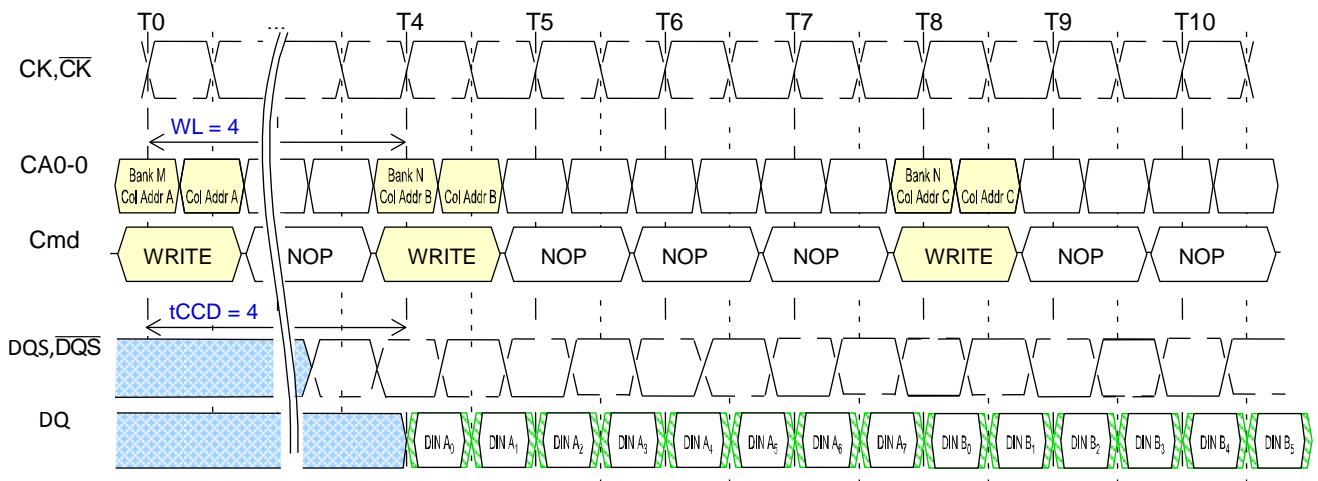 T0 ... T4 T5 T6 T7 T8 T9 T10
CK,CK
WL = 4
CA0-0
Bank M
Col Addr A
Col Addr A
Bank N
Col Addr B
Col Addr B
Bank N
Col Addr C
Col Addr C
Cmd
WRITE NOP WRITE NOP NOP NOP WRITE NOP NOP
tCCD = 4
DQS,DQS
DQ
DIN A0 DIN A1 DIN A2 DIN A3 DIN A4 DIN A5 DIN A6 DIN A7 DIN B0 DIN B1 DIN B2 DIN B3 DIN B4 DIN B5